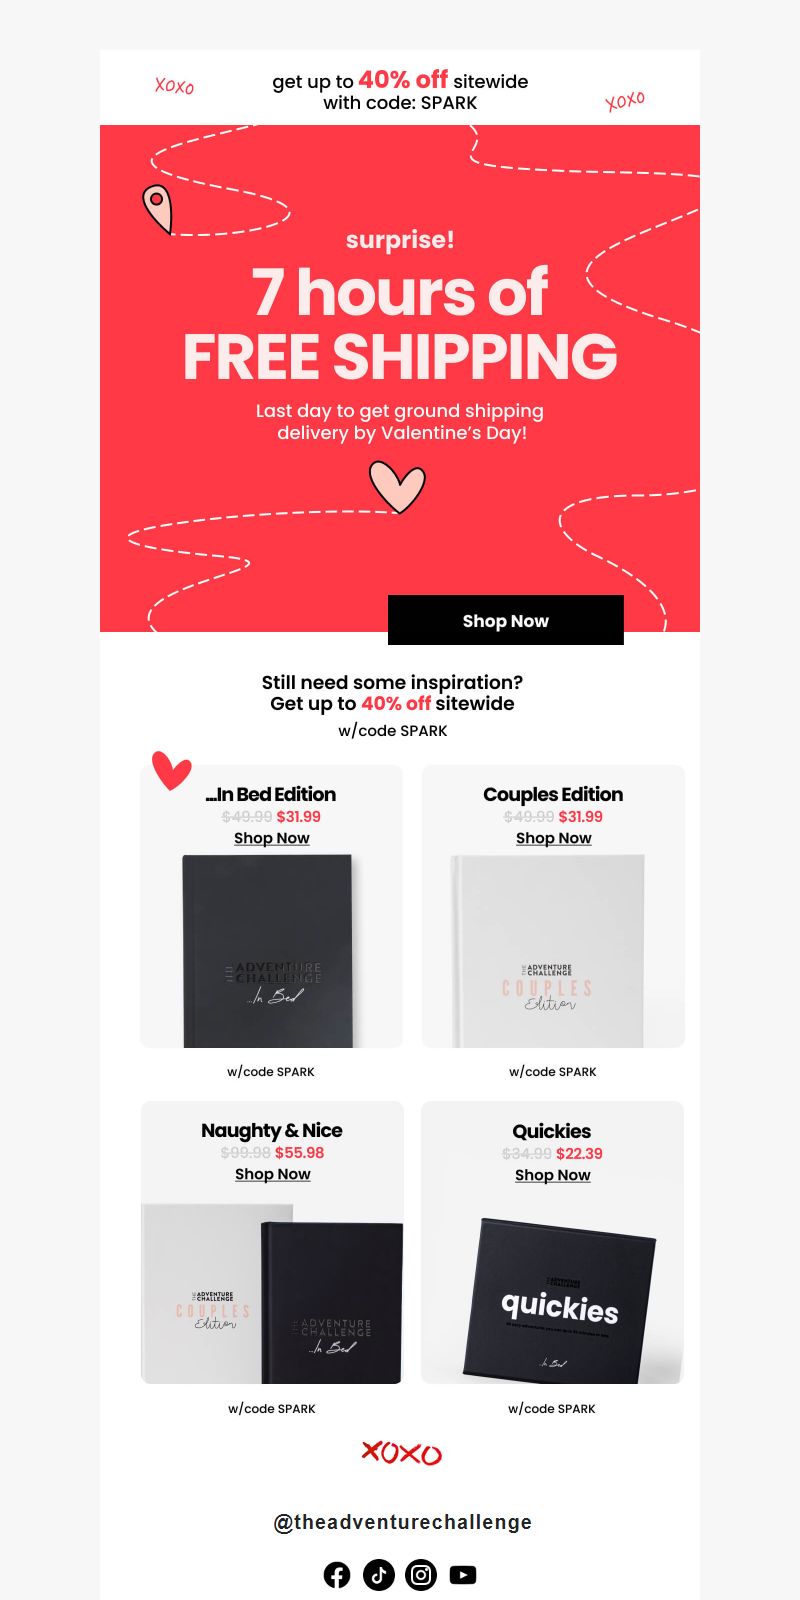 xoxo
get up to 40% off sitewide
with code: SPARK
xoxo
surprise!
7 hours of
FREE SHIPPING
Last day to get ground shipping
delivery by Valentine's Day!
Shop Now
Still need some inspiration?
Get up to 40% off sitewide
w/code SPARK
...In Bed Edition
$49.99 $31.99
Shop Now
THE ADVENTURE
CHALLENGE
...In Bed
w/code SPARK
Couples Edition
$49.99 $31.99
Shop Now
THE ADVENTURE
CHALLENGE
COUPLES
Edition
w/code SPARK
Naughty & Nice
$99.98 $55.98
Shop Now
THE ADVENTURE
CHALLENGE
COUPLES
Edition
THE ADVENTURE
CHALLENGE
...In Bed
w/code SPARK
Quickies
$34.99 $22.39
Shop Now
THE ADVENTURE
CHALLENGE
quickies
...In Bed
w/code SPARK
xoxo
@theadventurechallenge